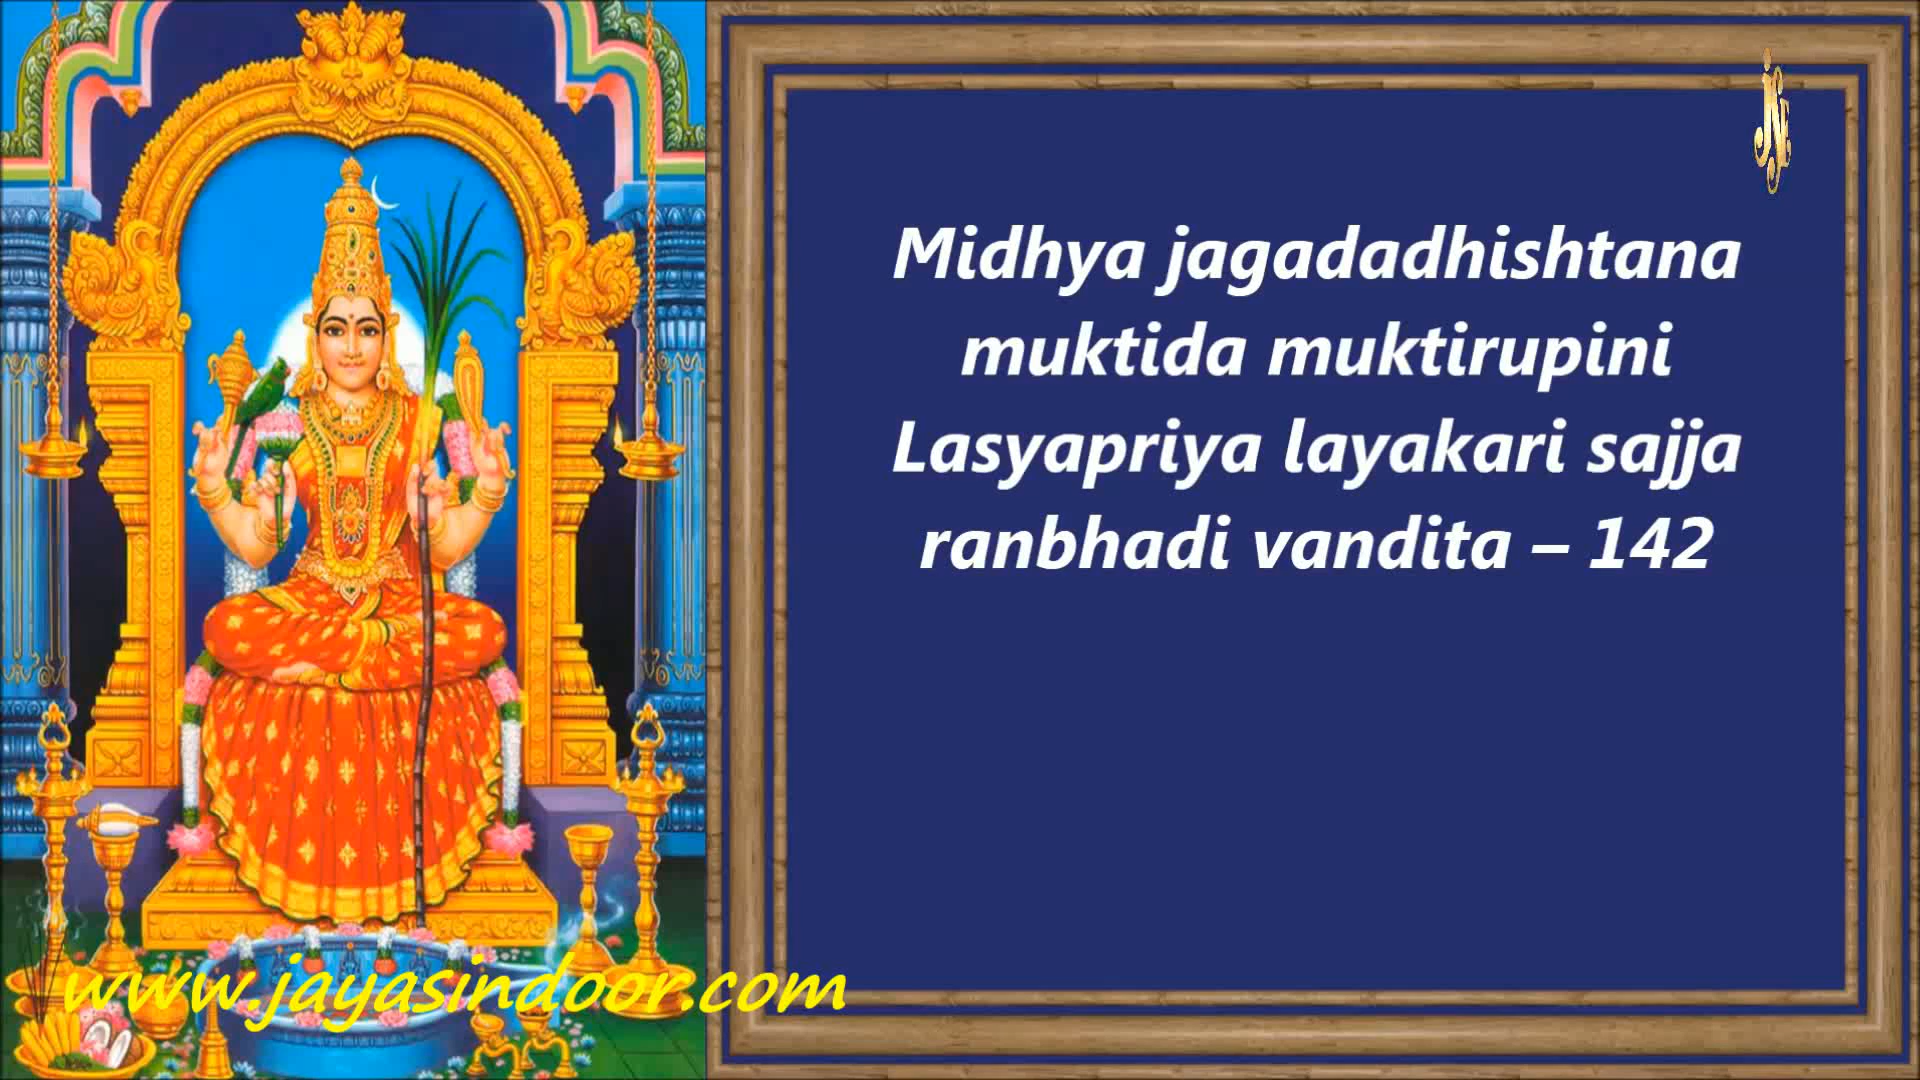 Midhya jagadadhishtana
muktida muktirupini
Lasyapriya layakari sajja
ranbhadi vandita – 142
www.jayasindoor.com